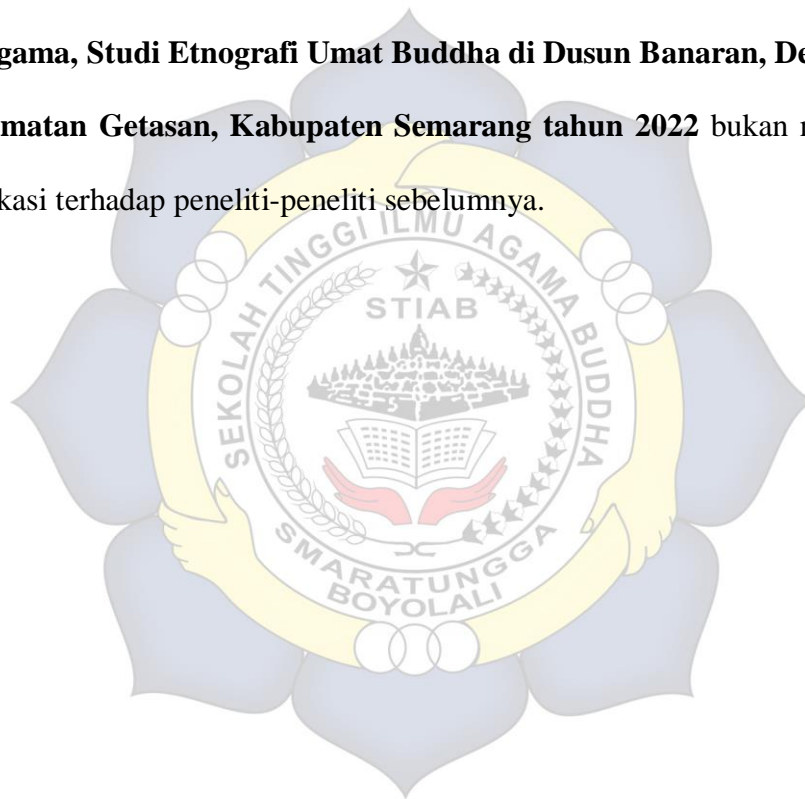 gama, Studi Etnografi Umat Buddha di Dusun Banaran, De
matan Getasan, Kabupaten Semarang tahun 2022 bukan
kasi terhadap peneliti-peneliti sebelumnya.
SEKOLAH TINGGI ILMU AGAMA BUDDHA
STIAB
SMARATUNGGA
BOYOLALI